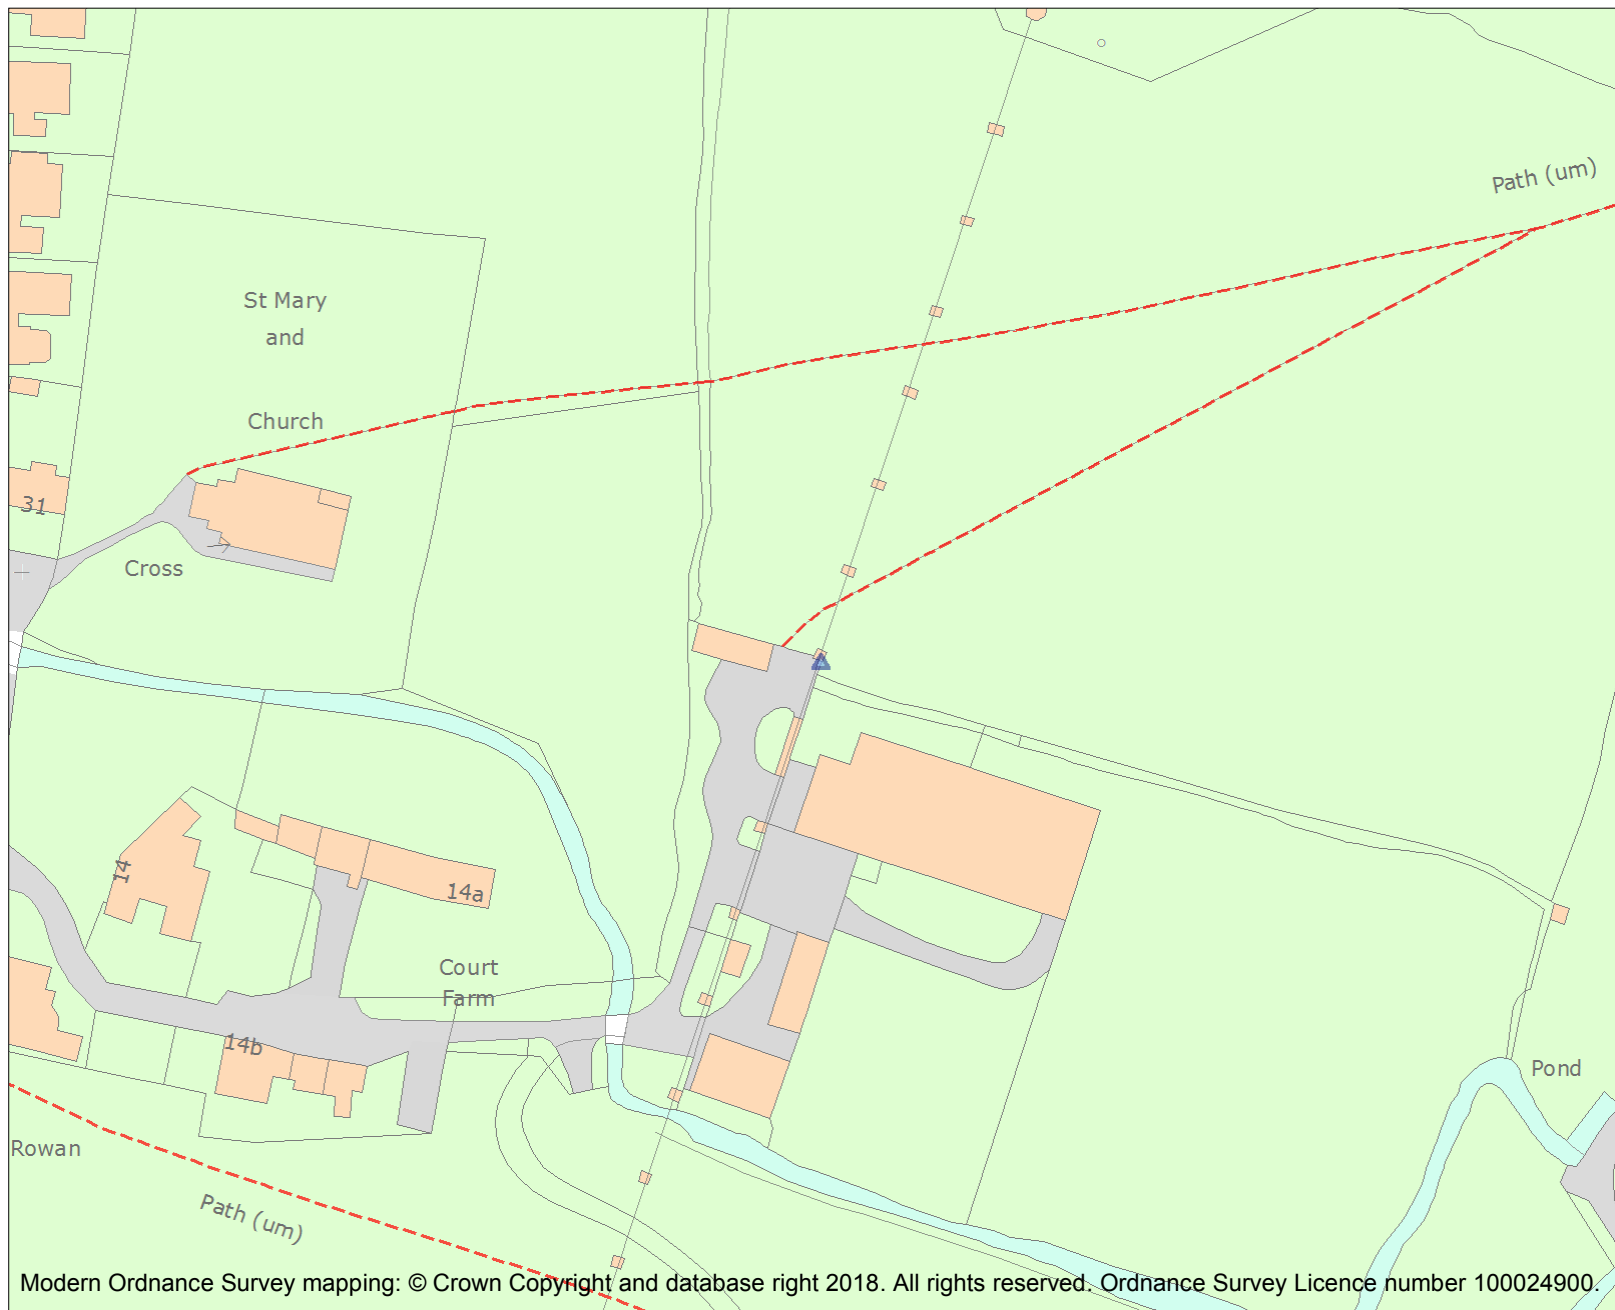 Path (um)
St Mary
and
Church
31
Cross
14
14a
Court
Farm
14b
Pond
Rowan
Path (um)
Modern Ordnance Survey mapping: © Crown Copyright and database right 2018. All rights reserved. Ordnance Survey Licence number 100024900.